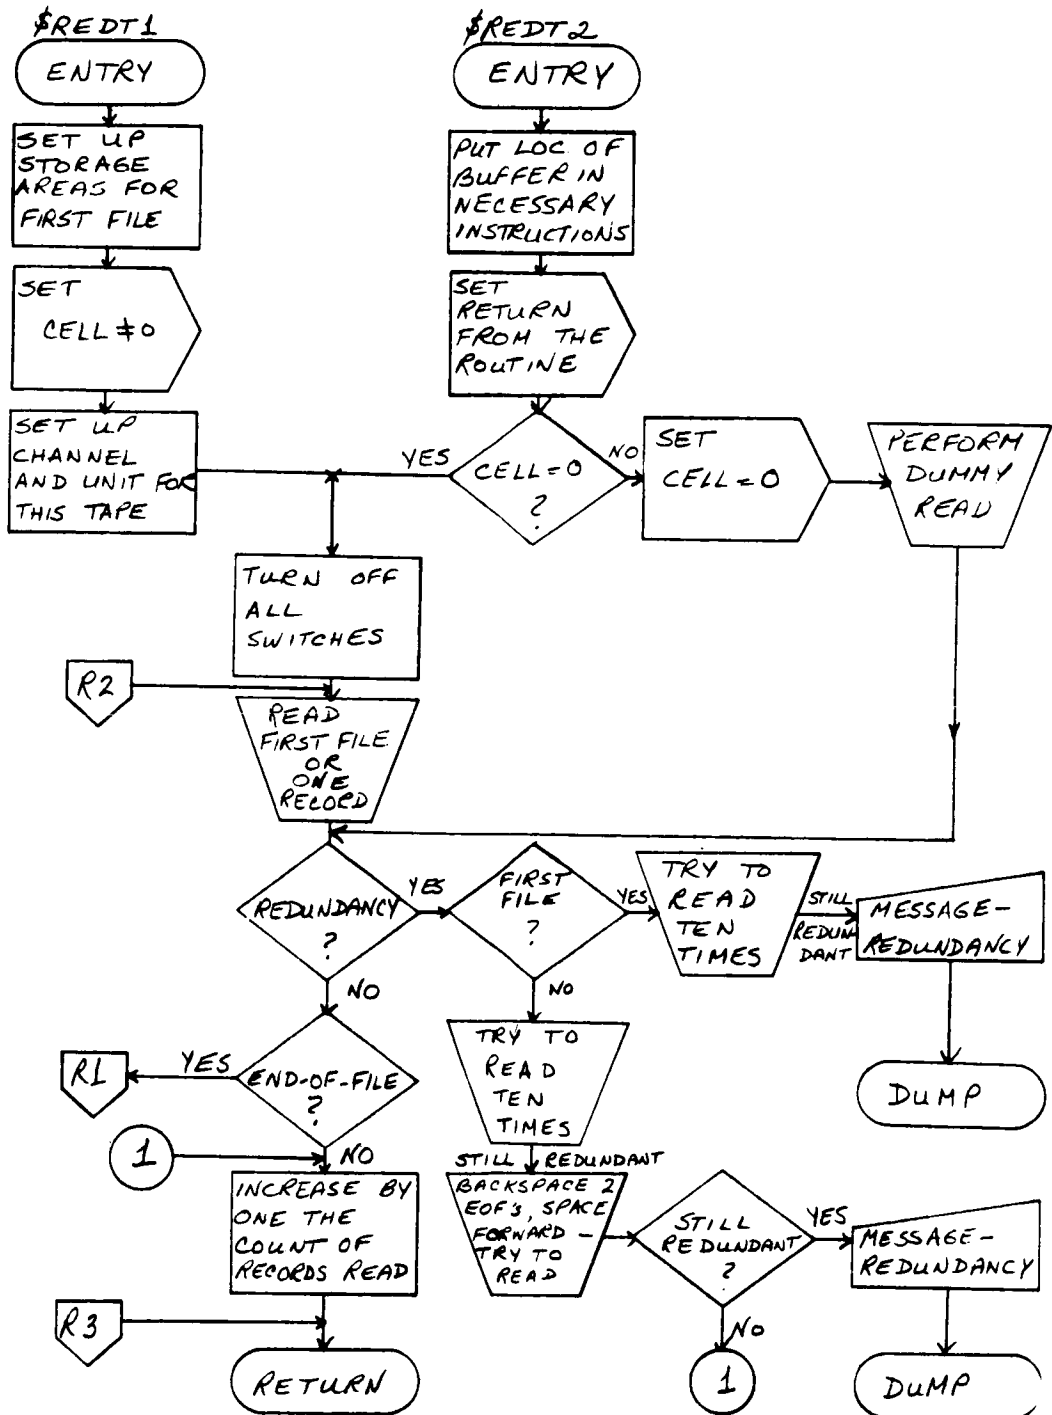 $REDT1
ENTRY
SET UP
STORAGE
AREAS FOR
FIRST FILE
SET
CELL ≠ 0
SET UP
CHANNEL
AND UNIT FOR
THIS TAPE
$REDT2
ENTRY
PUT LOC OF
BUFFER IN
NECESSARY
INSTRUCTIONS
SET
RETURN
FROM THE
ROUTINE
YES
CELL = 0
?
NO
SET
CELL = 0
PERFORM
DUMMY
READ
TURN OFF
ALL
SWITCHES
R2
READ
FIRST FILE
OR
ONE
RECORD
REDUNDANCY
?
YES
FIRST
FILE
?
YES
TRY TO
READ
TEN
TIMES
STILL
REDUN-
DANT
MESSAGE-
REDUNDANCY
DUMP
NO
NO
R1
YES
END-OF-FILE
?
TRY TO
READ
TEN
TIMES
1
NO
STILL REDUNDANT
INCREASE BY
ONE THE
COUNT OF
RECORDS READ
BACKSPACE 2
EOF'S, SPACE
FORWARD -
TRY TO
READ
STILL
REDUNDANT
?
YES
MESSAGE-
REDUNDANCY
R3
NO
RETURN
1
DUMP